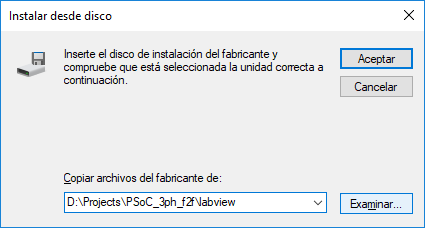 Instalar desde disco
Inserte el disco de instalación del fabricante y
compruebe que está seleccionada la unidad correcta a
continuación.
Aceptar
Cancelar
Copiar archivos del fabricante de:
D:\Projects\PSoC_3ph_f2f\labview
Examinar...